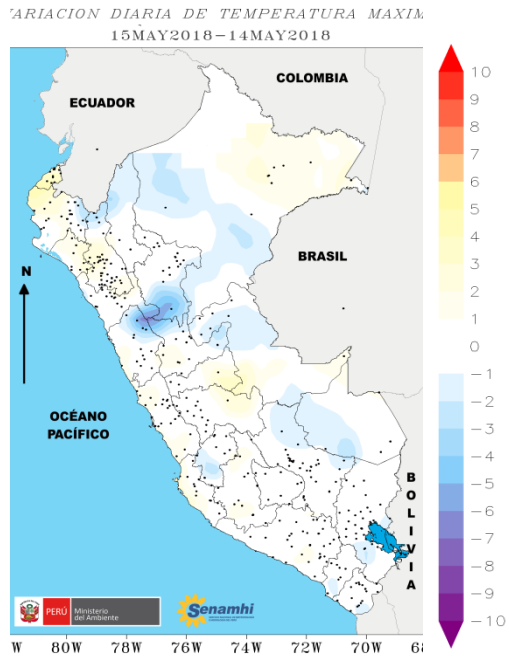 VARIACION DIARIA DE TEMPERATURA MAXIM
15MAY2018–14MAY2018
COLOMBIA
ECUADOR
BRASIL
N
OCÉANO
PACÍFICO
BOLIVIA
PERÚ Ministerio
del Ambiente
Senamhi
W 80W 78W 76W 74W 72W 70W 68
10
9
8
7
6
5
4
3
2
1
0
−1
−2
−3
−4
−5
−6
−7
−8
−9
−10